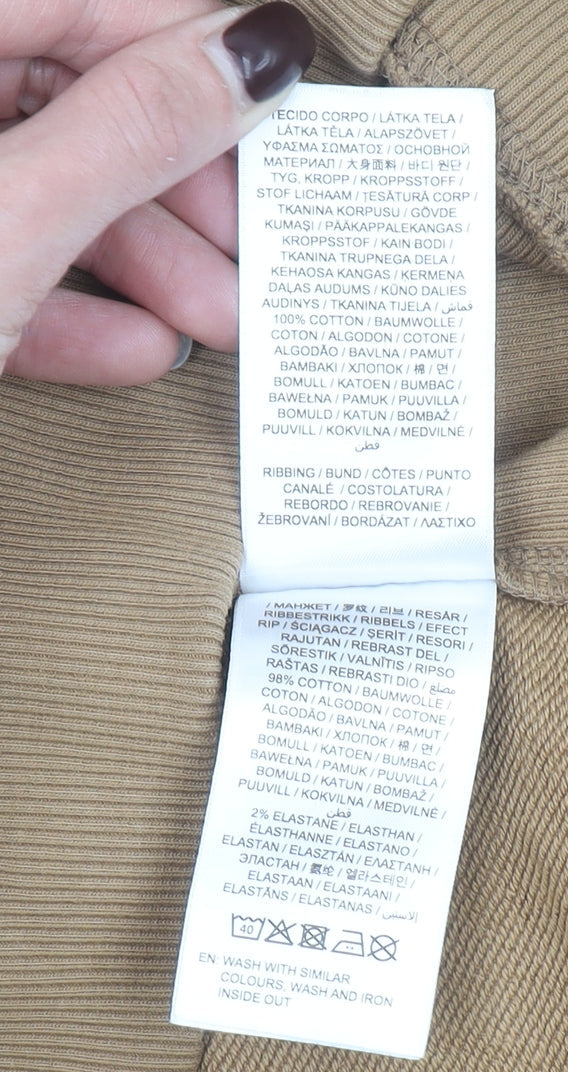 TECIDO CORPO / LÁTKA TELA /
LÁTKA TĚLA / ALAPSZÖVET /
ΥΦΑΣΜΑ ΣΩΜΑΤΟΣ / ОСНОВНОЙ
МАТЕРИАЛ / 大身面料 / 바디 원단 /
TYG, KROPP / KROPPSSTOFF /
STOF LICHAAM / ȚESĂTURĂ CORP /
TKANINA KORPUSU / GÖVDE
KUMAŞI / PÄÄKAPPALEKANGAS /
KROPPSSTOF / KAIN BODI /
TKANINA TRUPNEGA DELA /
KEHAOSA KANGAS / ĶERMEŅA
DAĻAS AUDUMS / KŪNO DALIES
AUDINYS / TKANINA TIJELA / قماش
100% COTTON / BAUMWOLLE /
COTON / ALGODON / COTONE /
ALGODÃO / BAVLNA / PAMUT /
ΒΑΜΒΑΚΙ / ХЛОПОК / 棉 / 면 /
BOMULL / KATOEN / BUMBAC /
BAWEŁNA / PAMUK / PUUVILLA /
BOMULD / KATUN / BOMBAŽ /
PUUVILL / KOKVILNA / MEDVILNĖ /
قطن
RIBBING / BUND / CÔTES / PUNTO
CANALÉ / COSTOLATURA /
REBORDO / REBROVANIE /
ŽEBROVANÍ / BORDÁZAT / ΛΑΣΤΙΧΟ
/ МАНЖЕТ / 罗纹 / 리브 / RESÅR /
RIBBESTRIKK / RIBBELS / EFECT
RIP / ŚCIĄGACZ / ŞERİT / RESORI /
RAJUTAN / REBRAST DEL /
SÕRESTIK / VALNĪTIS / RIPSO
RAŠTAS / REBRASTI DIO / مضلع
98% COTTON / BAUMWOLLE /
COTON / ALGODON / COTONE /
ALGODÃO / BAVLNA / PAMUT /
ΒΑΜΒΑΚΙ / ХЛОПОК / 棉 / 면 /
BOMULL / KATOEN / BUMBAC /
BAWEŁNA / PAMUK / PUUVILLA /
BOMULD / KATUN / BOMBAŽ /
PUUVILL / KOKVILNA / MEDVILNĖ /
قطن
2% ELASTANE / ELASTHAN /
ÉLASTHANNE / ELASTANO /
ELASTAN / ELASZTÁN / ΕΛΑΣΤΑΝΗ /
ЭЛАСТАН / 氨纶 / 엘라스테인 /
ELASTAAN / ELASTAANI /
ELASTĀNS / ELASTANAS /
40
EN: WASH WITH SIMILAR
COLOURS, WASH AND IRON
INSIDE OUT